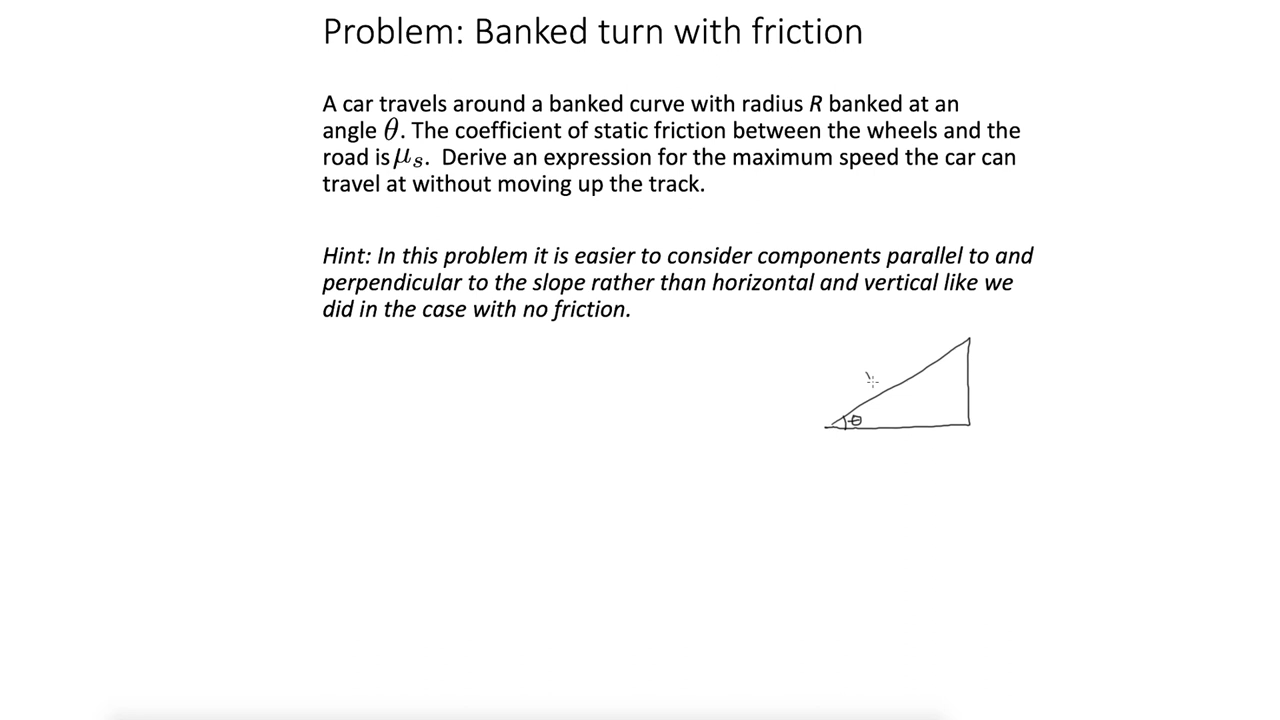 Problem: Banked turn with friction
A car travels around a banked curve with radius R banked at an
angle θ. The coefficient of static friction between the wheels and the
road is μₛ. Derive an expression for the maximum speed the car can
travel at without moving up the track.
Hint: In this problem it is easier to consider components parallel to and
perpendicular to the slope rather than horizontal and vertical like we
did in the case with no friction.
θ